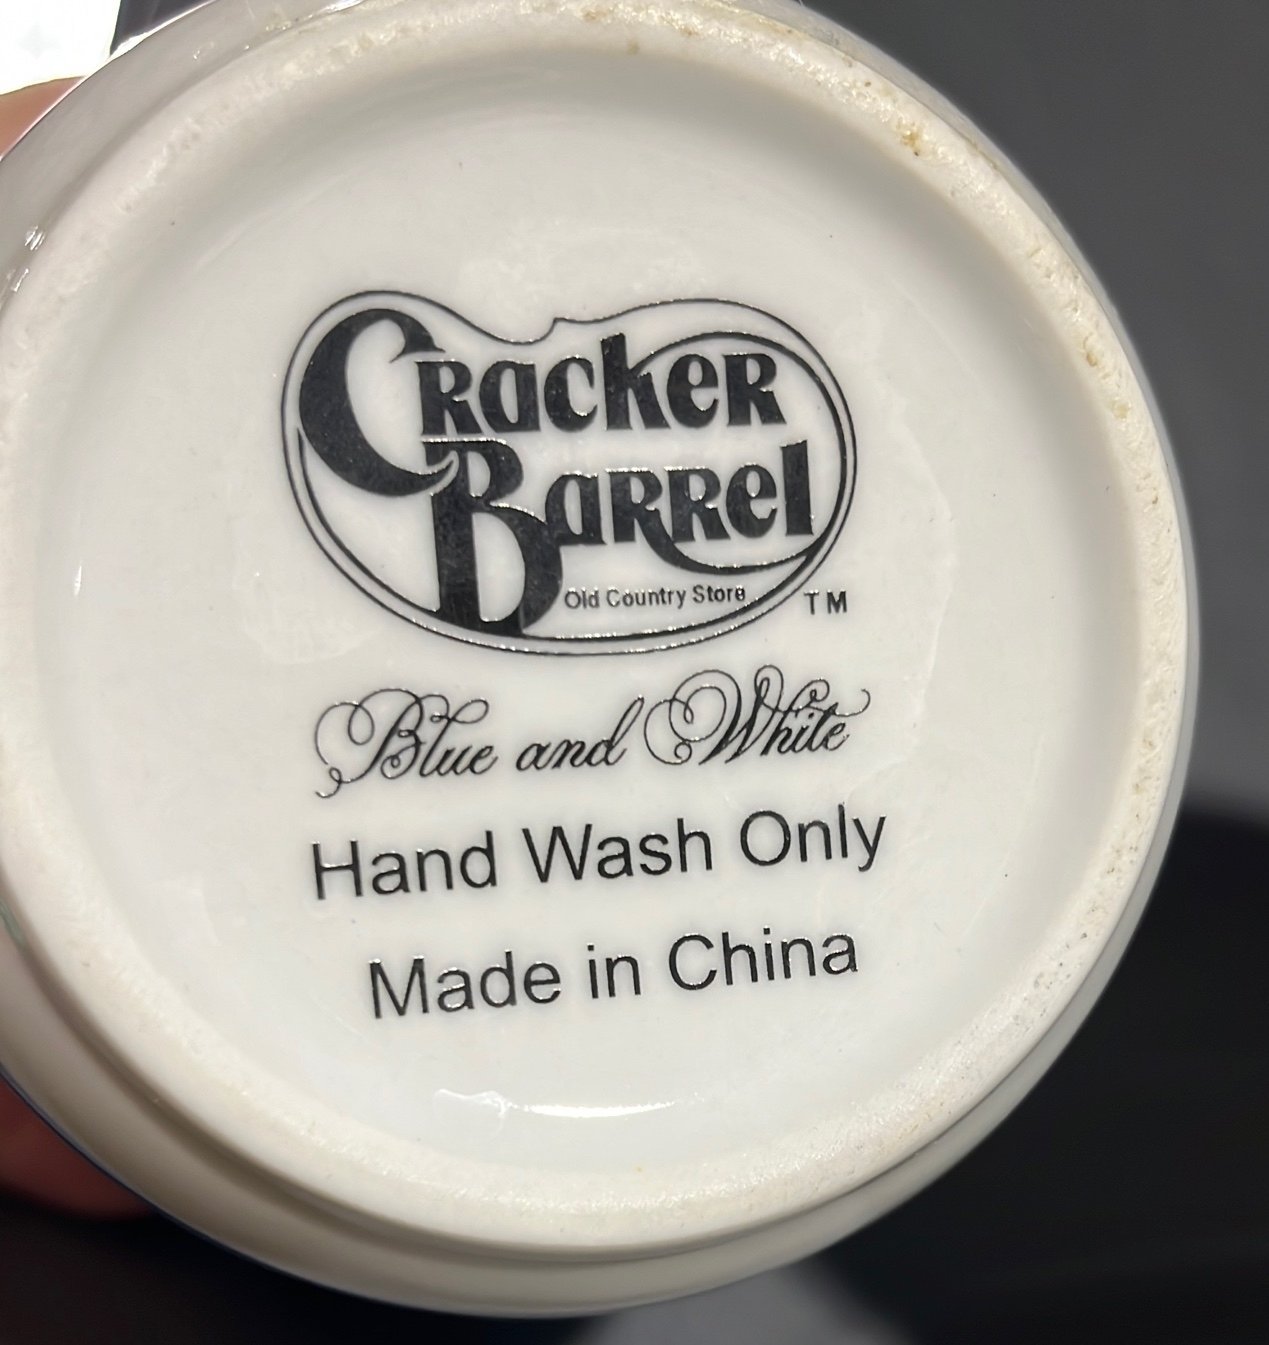 Cracker
Barrel
Old Country Store
TM
Blue and White
Hand Wash Only
Made in China